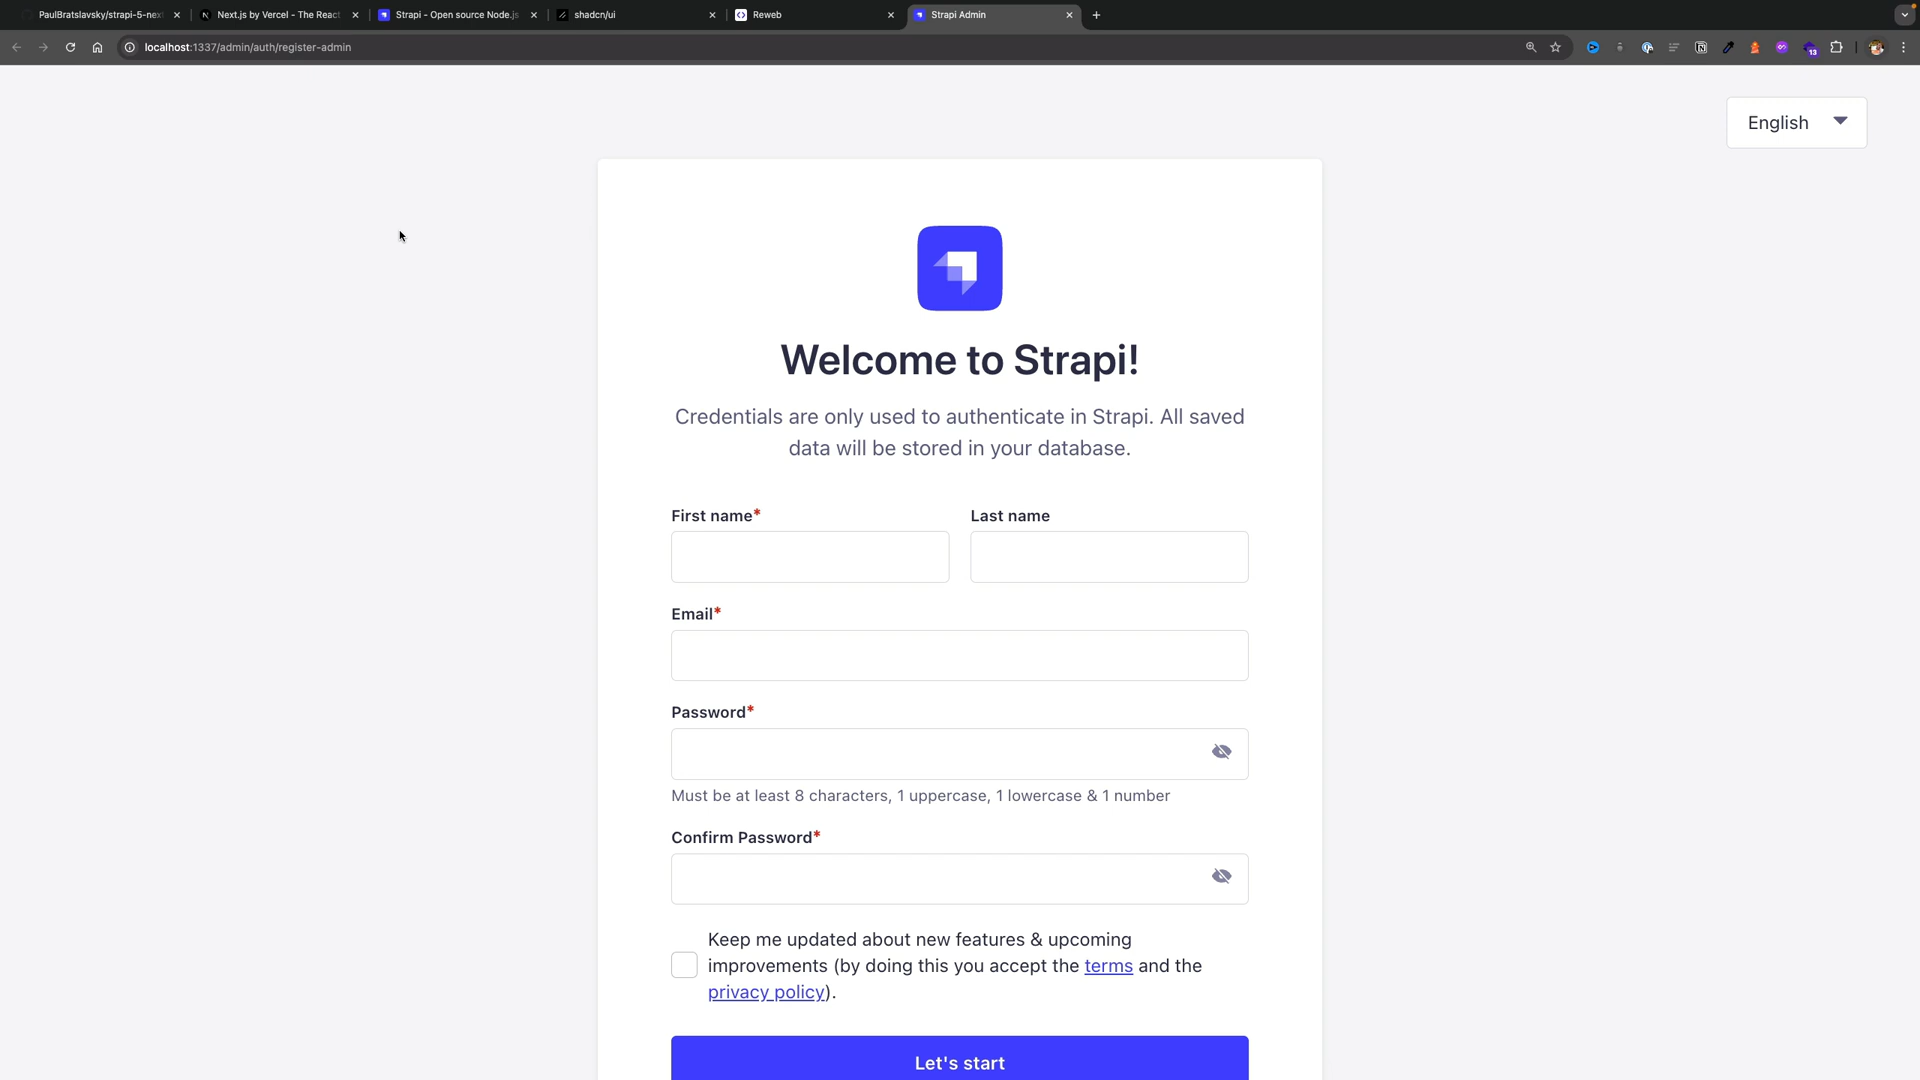 PaulBratslavsky/strapi-5-nex
Next.js by Vercel - The React
Strapi - Open source Node.js
shadcn/ui
Reweb
Strapi Admin
localhost:1337/admin/auth/register-admin
13
English
Welcome to Strapi!
Credentials are only used to authenticate in Strapi. All saved
data will be stored in your database.
First name*
Last name
Email*
Password*
Must be at least 8 characters, 1 uppercase, 1 lowercase & 1 number
Confirm Password*
Keep me updated about new features & upcoming
improvements (by doing this you accept the terms and the
privacy policy).
Let's start